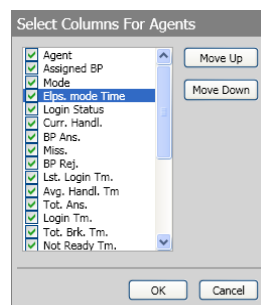 Select Columns For Agents
Agent
Assigned BP
Mode
Elps. mode Time
Login Status
Curr. Handl.
BP Ans.
Miss.
BP Rej.
Lst. Login Tm.
Avg. Handl. Tm
Tot. Ans.
Login Tm.
Tot. Brk. Tm.
Not Ready Tm.
Move Up
Move Down
OK
Cancel